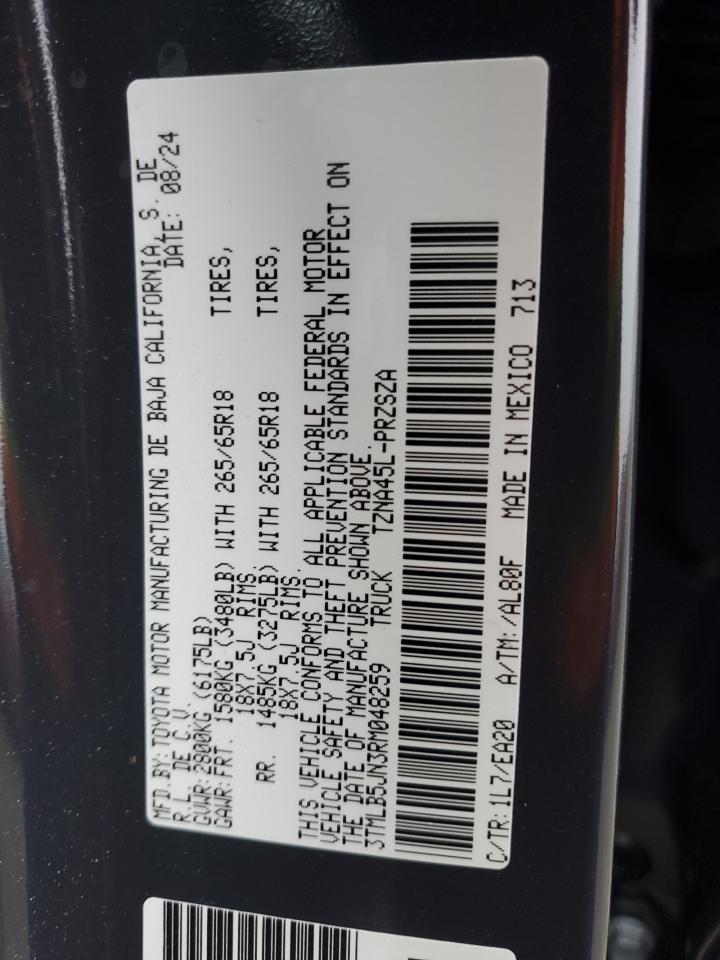 MFD.BY:TOYOTA MOTOR MANUFACTURING DE BAJA CALIFORNIA, S. DE
R.L. DE C.V. DATE: 08/24
GVWR:2800KG (6175LB)
GAWR:FRT. 1580KG (3480LB) WITH 265/65R18 TIRES,
18X7.5J RIMS
RR. 1485KG (3275LB) WITH 265/65R18 TIRES,
18X7.5J RIMS
THIS VEHICLE CONFORMS TO ALL APPLICABLE FEDERAL MOTOR
VEHICLE SAFETY AND THEFT PREVENTION STANDARDS IN EFFECT ON
THE DATE OF MANUFACTURE SHOWN ABOVE.
3TMLB5JN3RM048259 TRUCK TZNA45L-PRZSZA
C/TR:1L7/EA20 A/TM:/AL80F MADE IN MEXICO 713